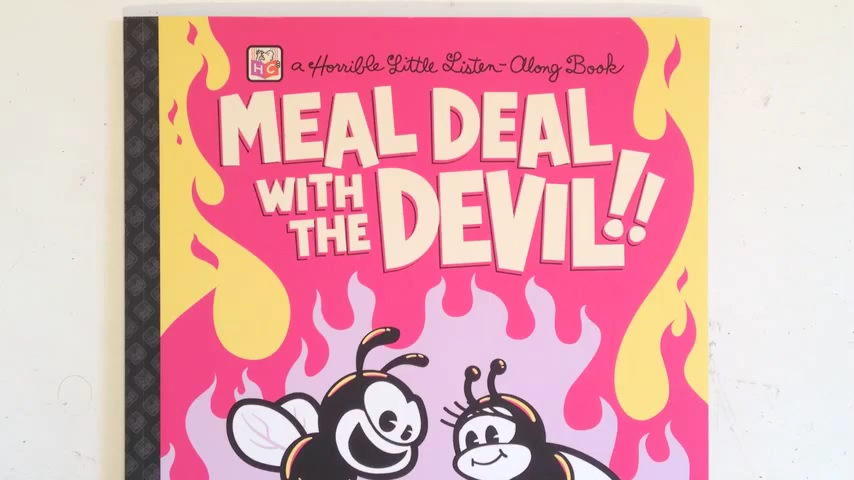 HC
a Horrible Little Listen-Along Book
MEAL DEAL
WITH THE DEVIL!!